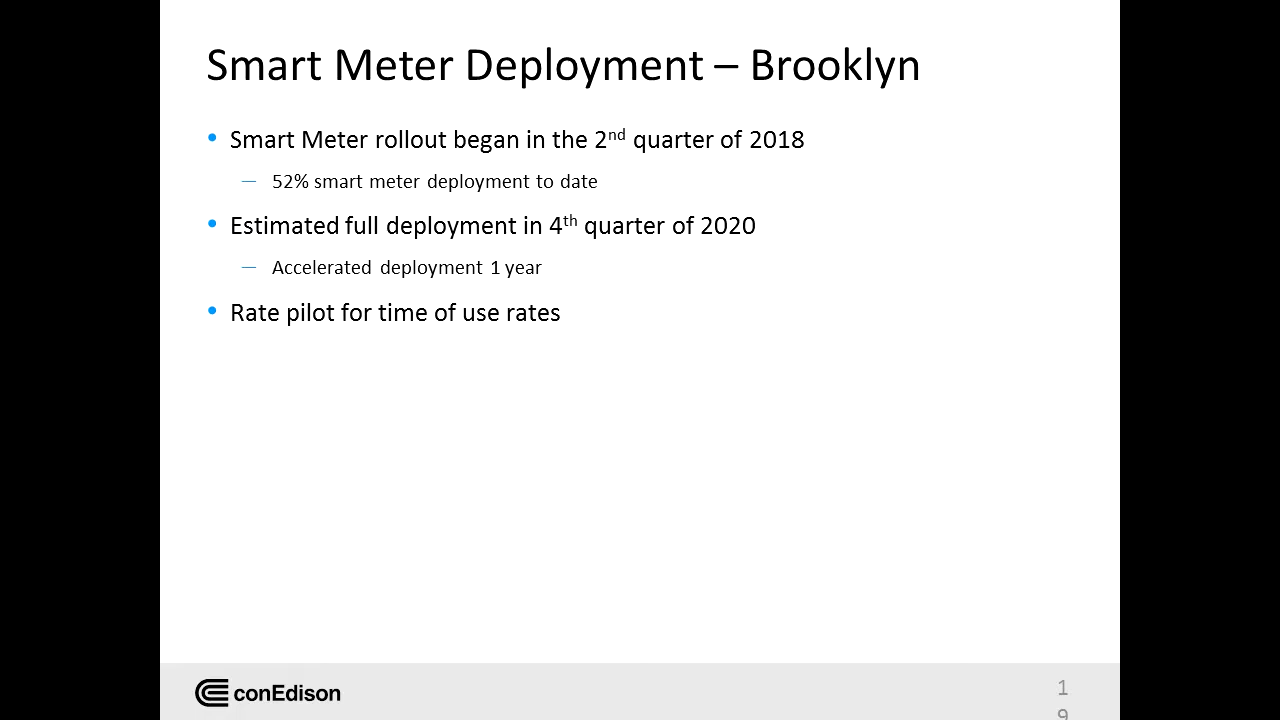 Smart Meter Deployment – Brooklyn
• Smart Meter rollout began in the 2nd quarter of 2018
– 52% smart meter deployment to date
• Estimated full deployment in 4th quarter of 2020
– Accelerated deployment 1 year
• Rate pilot for time of use rates
conEdison
1
9